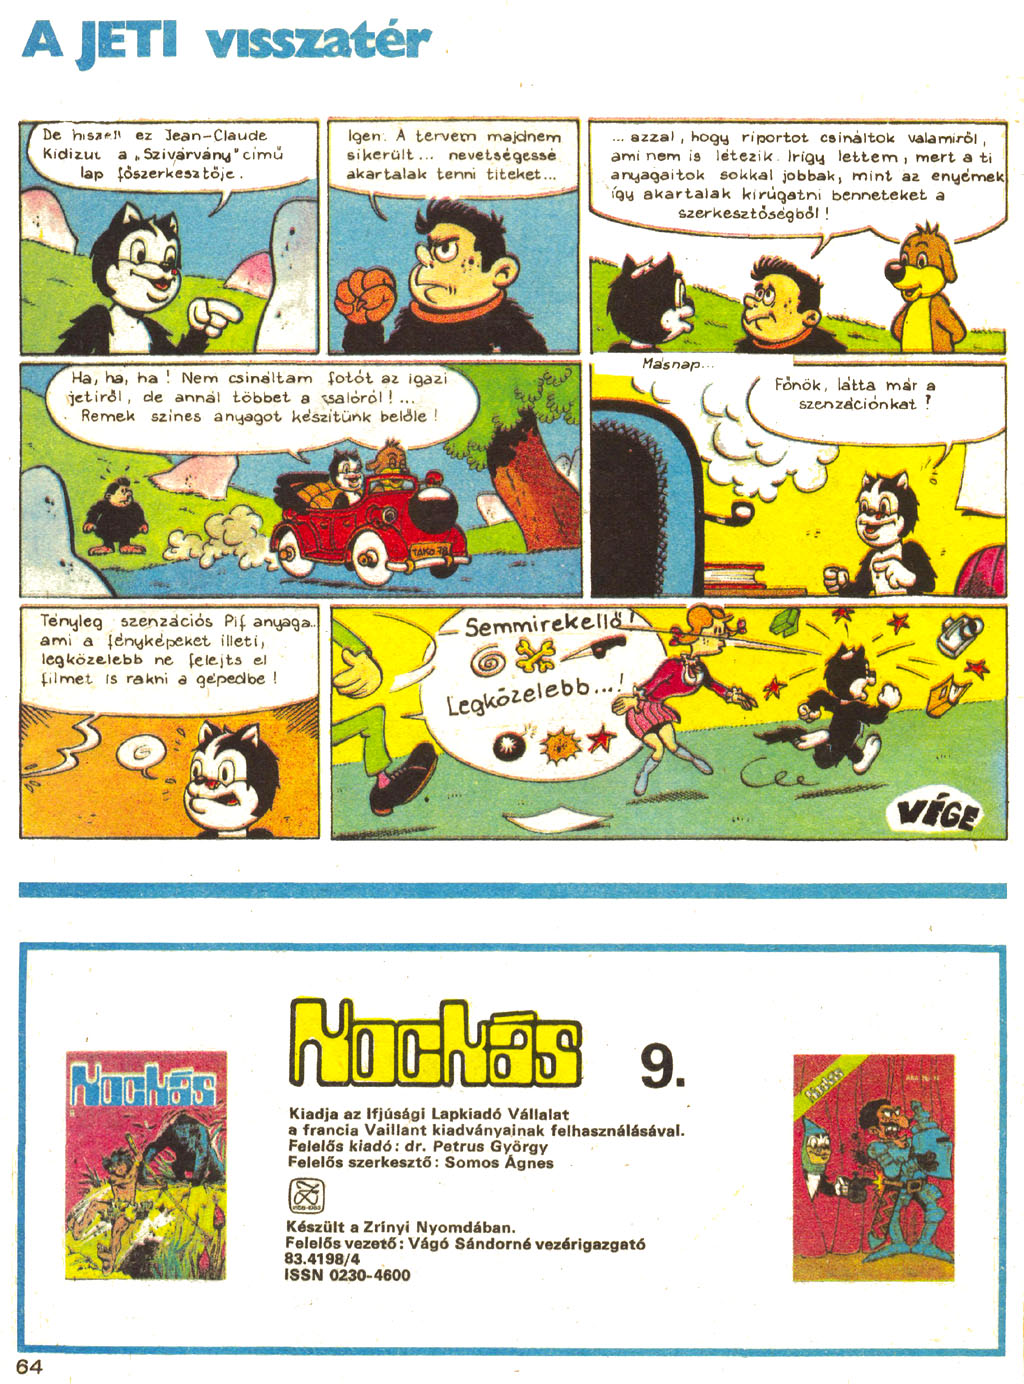 A JETI visszatér
De hiszen ez Jean-Claude
Kidizut a „Szivárvány" című
lap főszerkesztője.
Igen. A tervem majdnem
sikerült... nevetségessé
akartalak tenni titeket...
... azzal, hogy riportot csináltok valamiről,
ami nem is létezik. Irigy lettem, mert a ti
anyagaitok sokkal jobbak, mint az enyémek
így akartalak kirúgatni benneteket a
szerkesztőségből!
Ha, ha, ha! Nem csináltam fotót az igazi
jetiről, de annál többet a csalóról!...
Remek színes anyagot készítünk belőle!
TAKO 78
Másnap...
Főnök, látta már a
szenzációnkat?
Tényleg szenzációs Pif anyaga..
ami a fényképeket illeti,
legközelebb ne felejts el
filmet is rakni a gépedbe!
Semmirekellő!
Legközelebb...!
VÉGE
Kockás
9.
Kockás
Kockás
Kiadja az Ifjúsági Lapkiadó Vállalat
a francia Vaillant kiadványainak felhasználásával.
Felelős kiadó: dr. Petrus György
Felelős szerkesztő: Somos Ágnes
Készült a Zrínyi Nyomdában.
Felelős vezető: Vágó Sándorné vezérigazgató
83.4198/4
ISSN 0230-4600
64